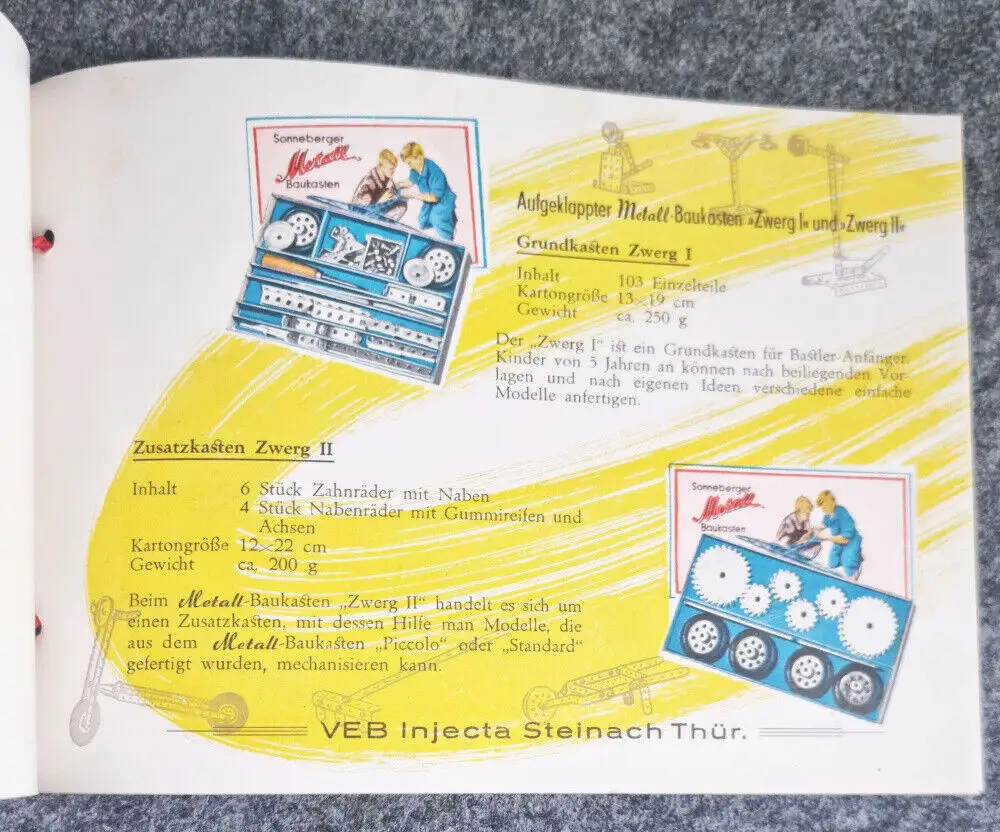 Sonneberger
Metall
Baukasten
Aufgeklappter Metall-Baukasten »Zwerg I« und »Zwerg II«
Grundkasten Zwerg I
Inhalt 103 Einzelteile
Kartongröße 13×19 cm
Gewicht ca. 250 g
Der „Zwerg I" ist ein Grundkasten für Bastler-Anfänger.
Kinder von 5 Jahren an können nach beiliegenden Vor-
lagen und nach eigenen Ideen verschiedene einfache
Modelle anfertigen.
Zusatzkasten Zwerg II
Inhalt 6 Stück Zahnräder mit Naben
4 Stück Nabenräder mit Gummireifen und
Achsen
Kartongröße 12×22 cm
Gewicht ca. 200 g
Beim Metall-Baukasten „Zwerg II" handelt es sich um
einen Zusatzkasten, mit dessen Hilfe man Modelle, die
aus dem Metall-Baukasten „Piccolo" oder „Standard"
gefertigt wurden, mechanisieren kann.
Sonneberger
Metall
Baukasten
VEB Injecta Steinach Thür.